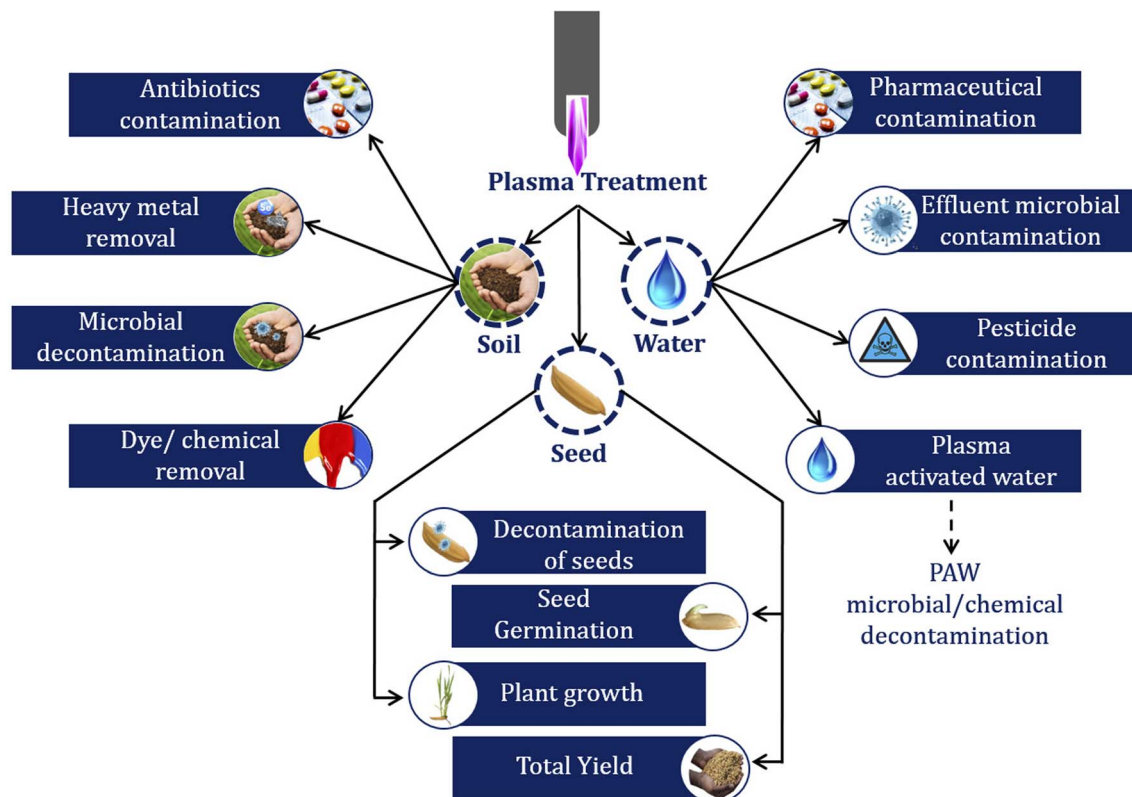 Antibiotics
contamination
Pharmaceutical
contamination
Plasma Treatment
Heavy metal
removal
Effluent microbial
contamination
Microbial
decontamination
Soil
Water
Pesticide
contamination
Dye/ chemical
removal
Seed
Plasma
activated water
Decontamination
of seeds
Seed
Germination
Plant growth
Total Yield
PAW
microbial/chemical
decontamination